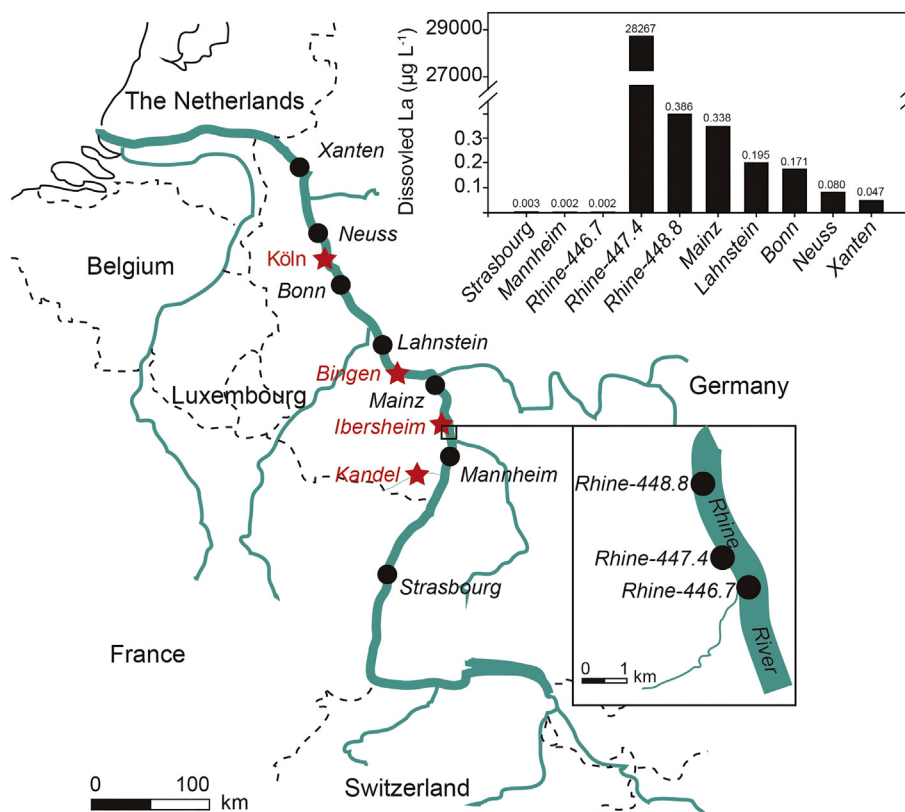 29000
27000
0.3
0.2
0.1
Dissovled La (µg L-1)
28267
0.386
0.338
0.195
0.171
0.080
0.047
0.003
0.002
0.002
Strasbourg
Mannheim
Rhine-446.7
Rhine-447.4
Rhine-448.8
Mainz
Lahnstein
Bonn
Neuss
Xanten
The Netherlands
Xanten
Neuss
Köln
Belgium
Bonn
Lahnstein
Bingen
Luxembourg
Mainz
Germany
Ibersheim
Kandel
Mannheim
Strasbourg
France
Switzerland
0 100
km
Rhine-448.8
Rhine
Rhine-447.4
Rhine-446.7
River
0 1
km